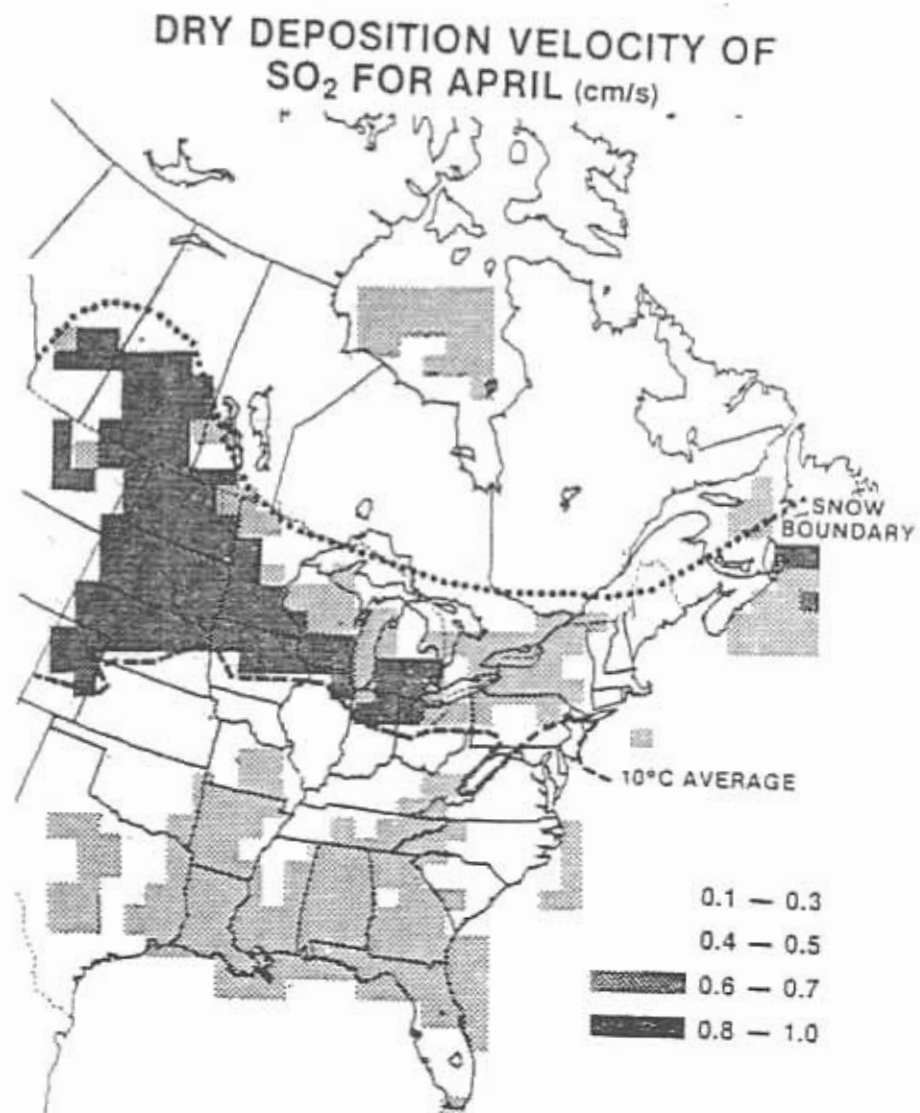 DRY DEPOSITION VELOCITY OF
SO₂ FOR APRIL (cm/s)
SNOW
BOUNDARY
10°C AVERAGE
0.1 — 0.3
0.4 — 0.5
0.6 — 0.7
0.8 — 1.0